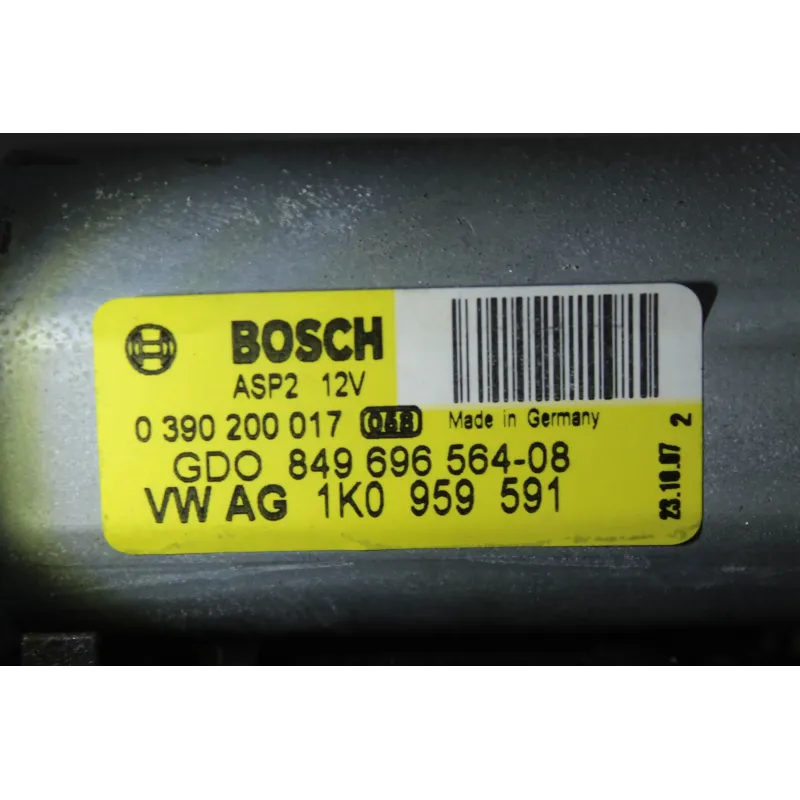 BOSCH
ASP2 12V
0 390 200 017 068 Made in Germany
GDO 849 696 564-08
VW AG 1K0 959 591
23.10.07 2